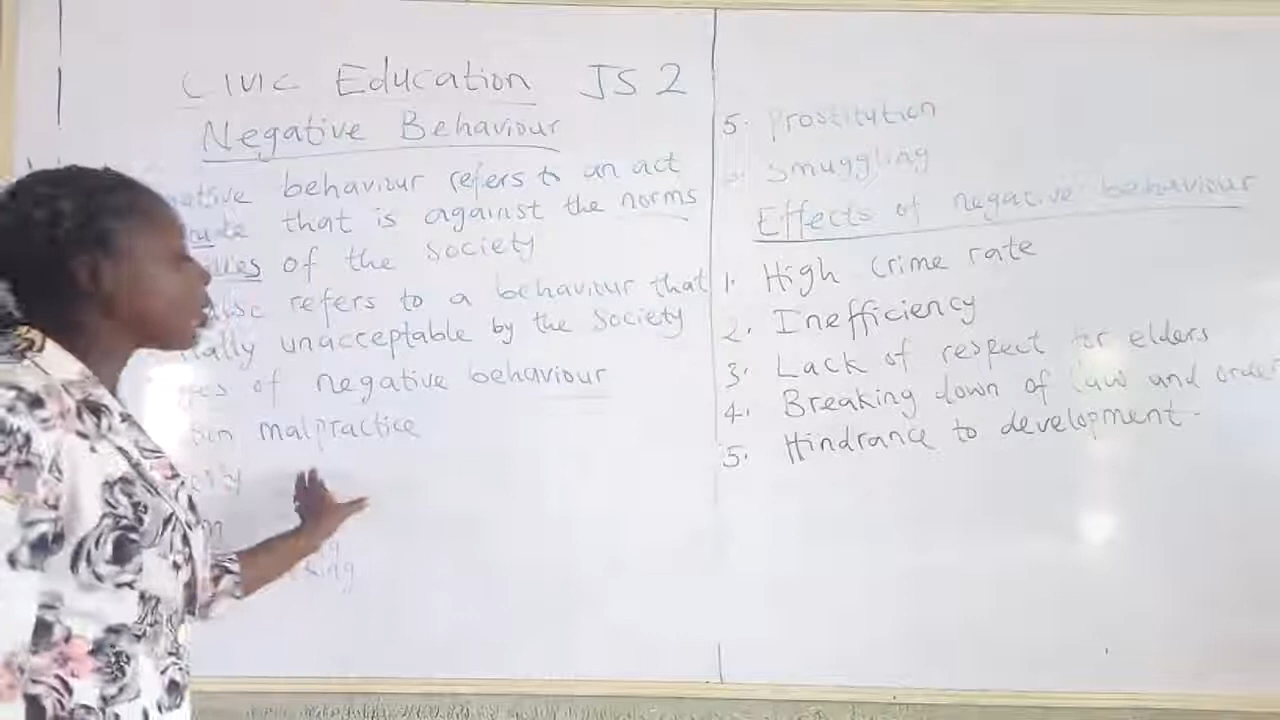 Civic Education JS 2
Negative Behaviour
behaviour refers to an act
that is against the norms
of the society
refers to a behaviour that
unacceptable by the society
of negative behaviour
malpractice
5. Prostitution
Smuggling
Effects of negative behaviour
1. High crime rate
2. Inefficiency
3. Lack of respect for elders
4. Breaking down of law and order
5. Hindrance to development.